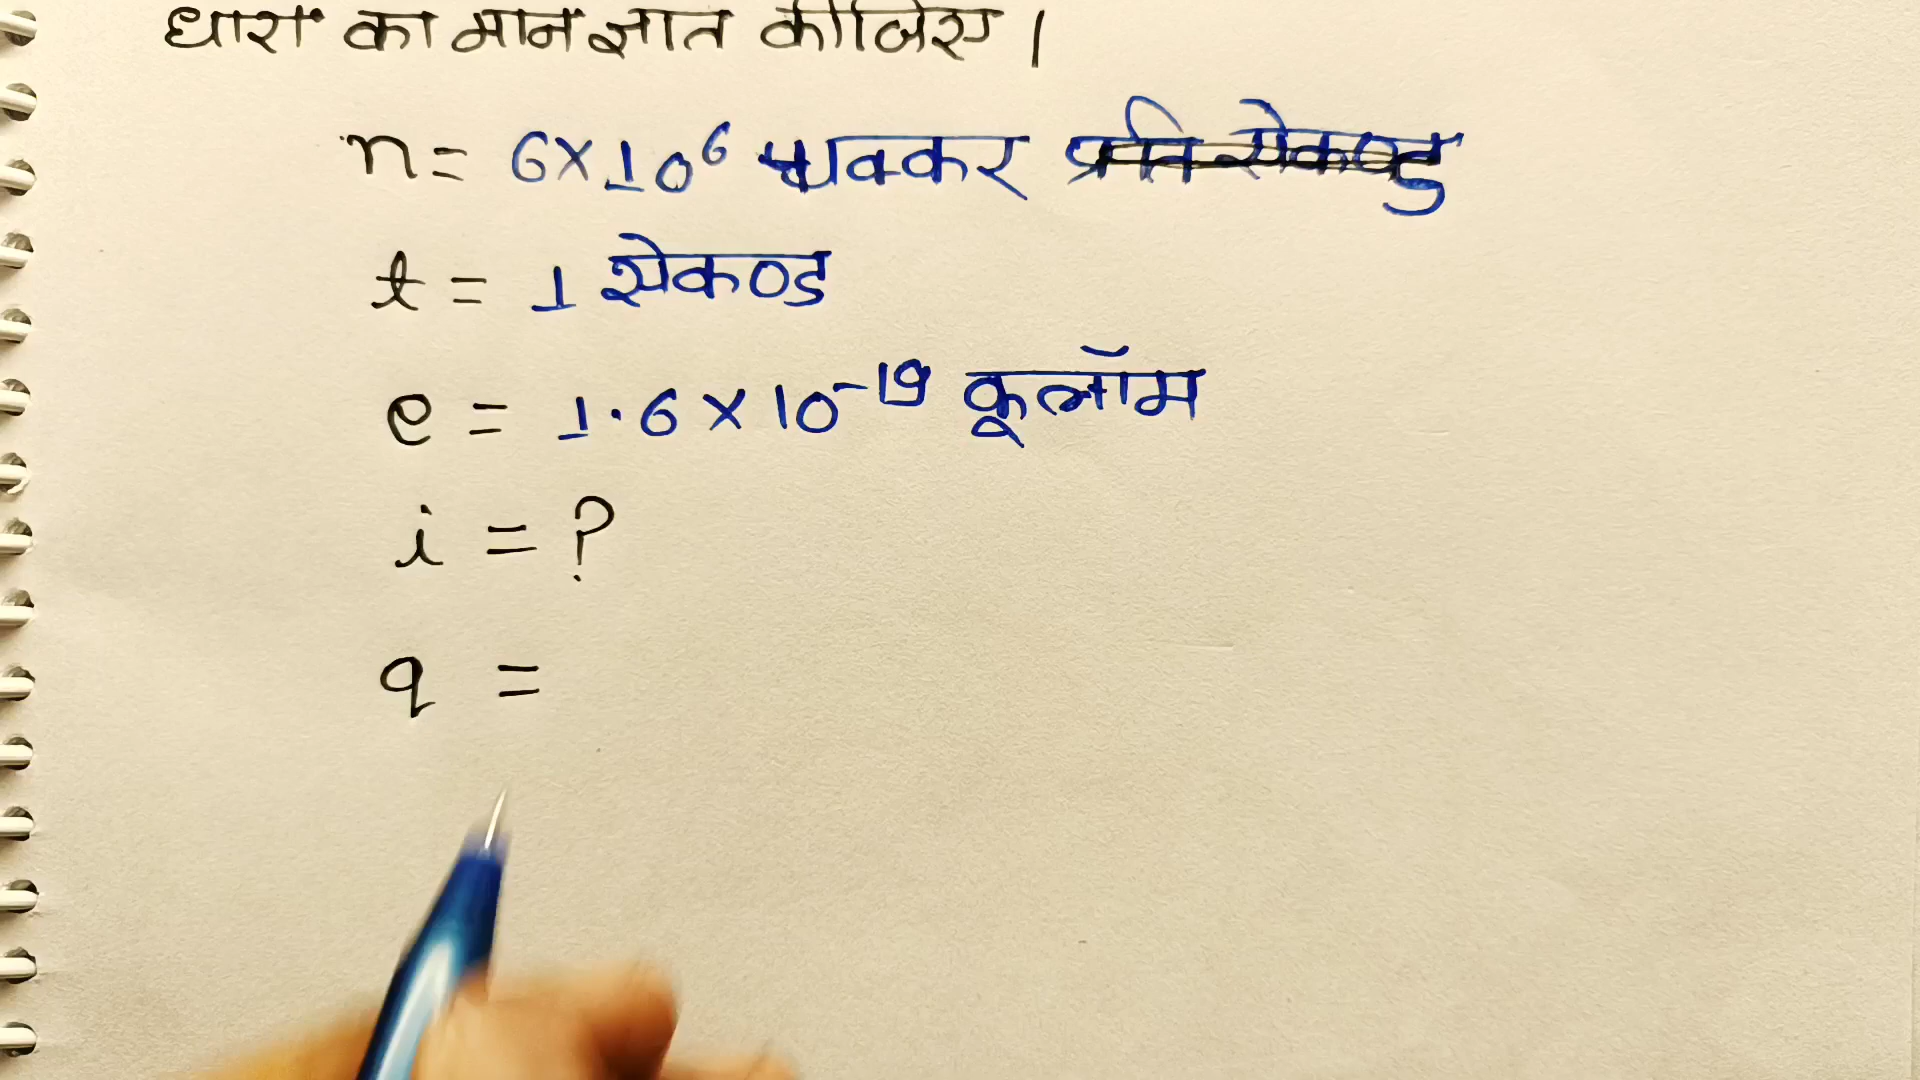 धारा का मान ज्ञात कीजिए।
n = 6×10⁶ चक्कर प्रति सेकण्ड
t = 1 सेकण्ड
e = 1.6 × 10⁻¹⁹ कूलॉम
i = ?
q =